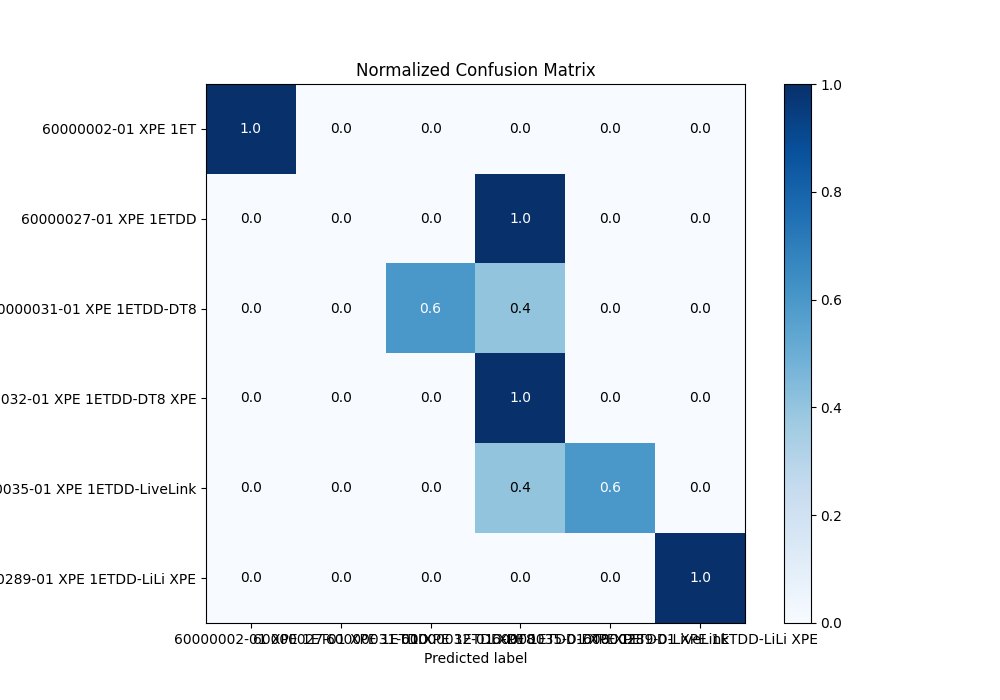 Normalized Confusion Matrix
60000002-01 XPE 1ET
1.0 0.0 0.0 0.0 0.0 0.0
60000027-01 XPE 1ETDD
0.0 0.0 0.0 1.0 0.0 0.0
0000031-01 XPE 1ETDD-DT8
0.0 0.0 0.6 0.4 0.0 0.0
032-01 XPE 1ETDD-DT8 XPE
0.0 0.0 0.0 1.0 0.0 0.0
0035-01 XPE 1ETDD-LiveLink
0.0 0.0 0.0 0.4 0.6 0.0
0289-01 XPE 1ETDD-LiLi XPE
0.0 0.0 0.0 0.0 0.0 1.0
60000002-01
1ETDD-LiLi XPE
Predicted label
1.0
0.8
0.6
0.4
0.2
0.0